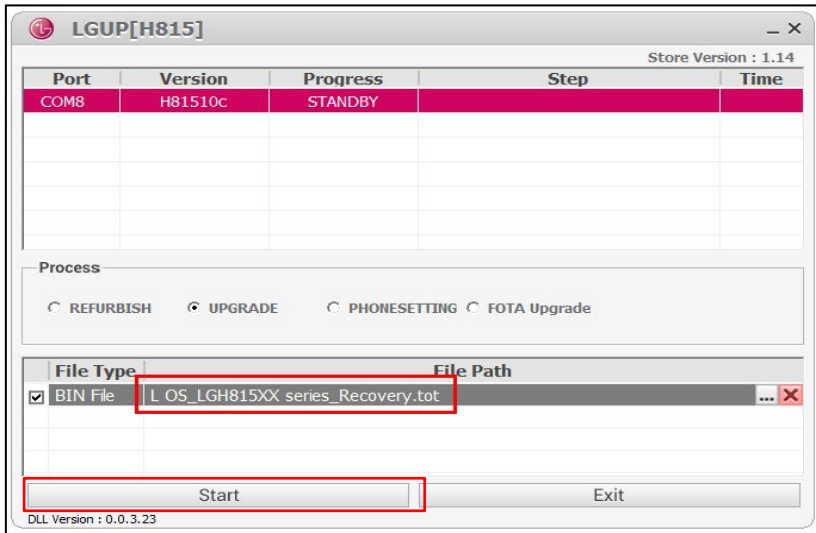 LGUP[H815]
Store Version : 1.14
Port Version Progress Step Time
COM8 H81510c STANDBY
Process
REFURBISH UPGRADE PHONESETTING FOTA Upgrade
File Type File Path
BIN File L OS_LGH815XX series_Recovery.tot ...
Start Exit
DLL Version : 0.0.3.23